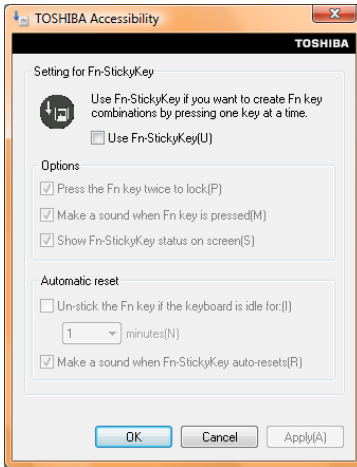 TOSHIBA Accessibility
TOSHIBA
Setting for Fn-StickyKey
Use Fn-StickyKey if you want to create Fn key
combinations by pressing one key at a time.
Use Fn-StickyKey(U)
Options
Press the Fn key twice to lock(P)
Make a sound when Fn key is pressed(M)
Show Fn-StickyKey status on screen(S)
Automatic reset
Un-stick the Fn key if the keyboard is idle for:(I)
1 minutes(N)
Make a sound when Fn-StickyKey auto-resets(R)
OK Cancel Apply(A)